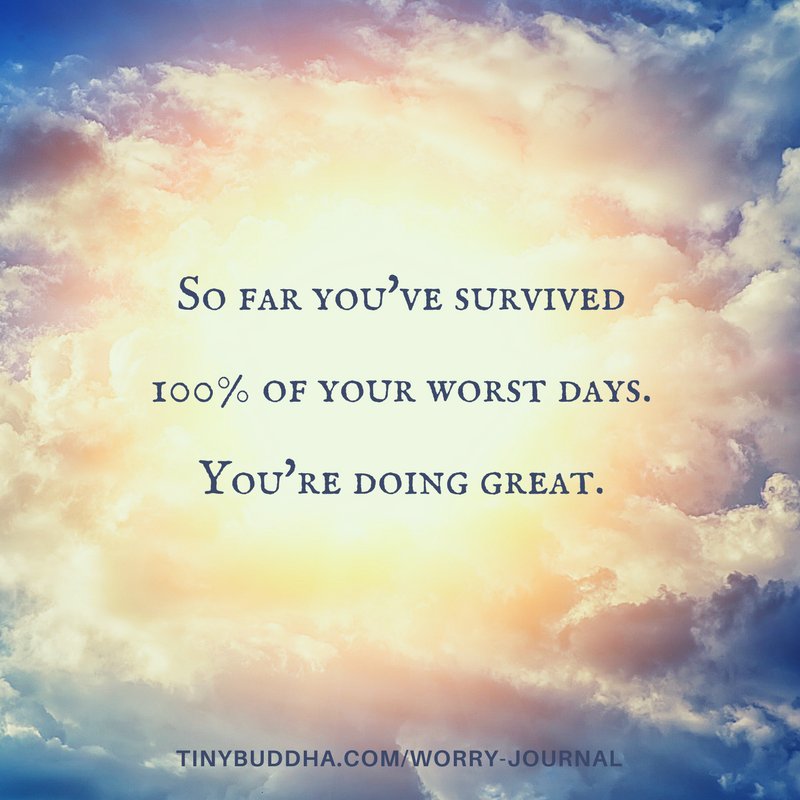 So far you’ve survived
100% of your worst days.
You’re doing great.
TINYBUDDHA.COM/WORRY-JOURNAL